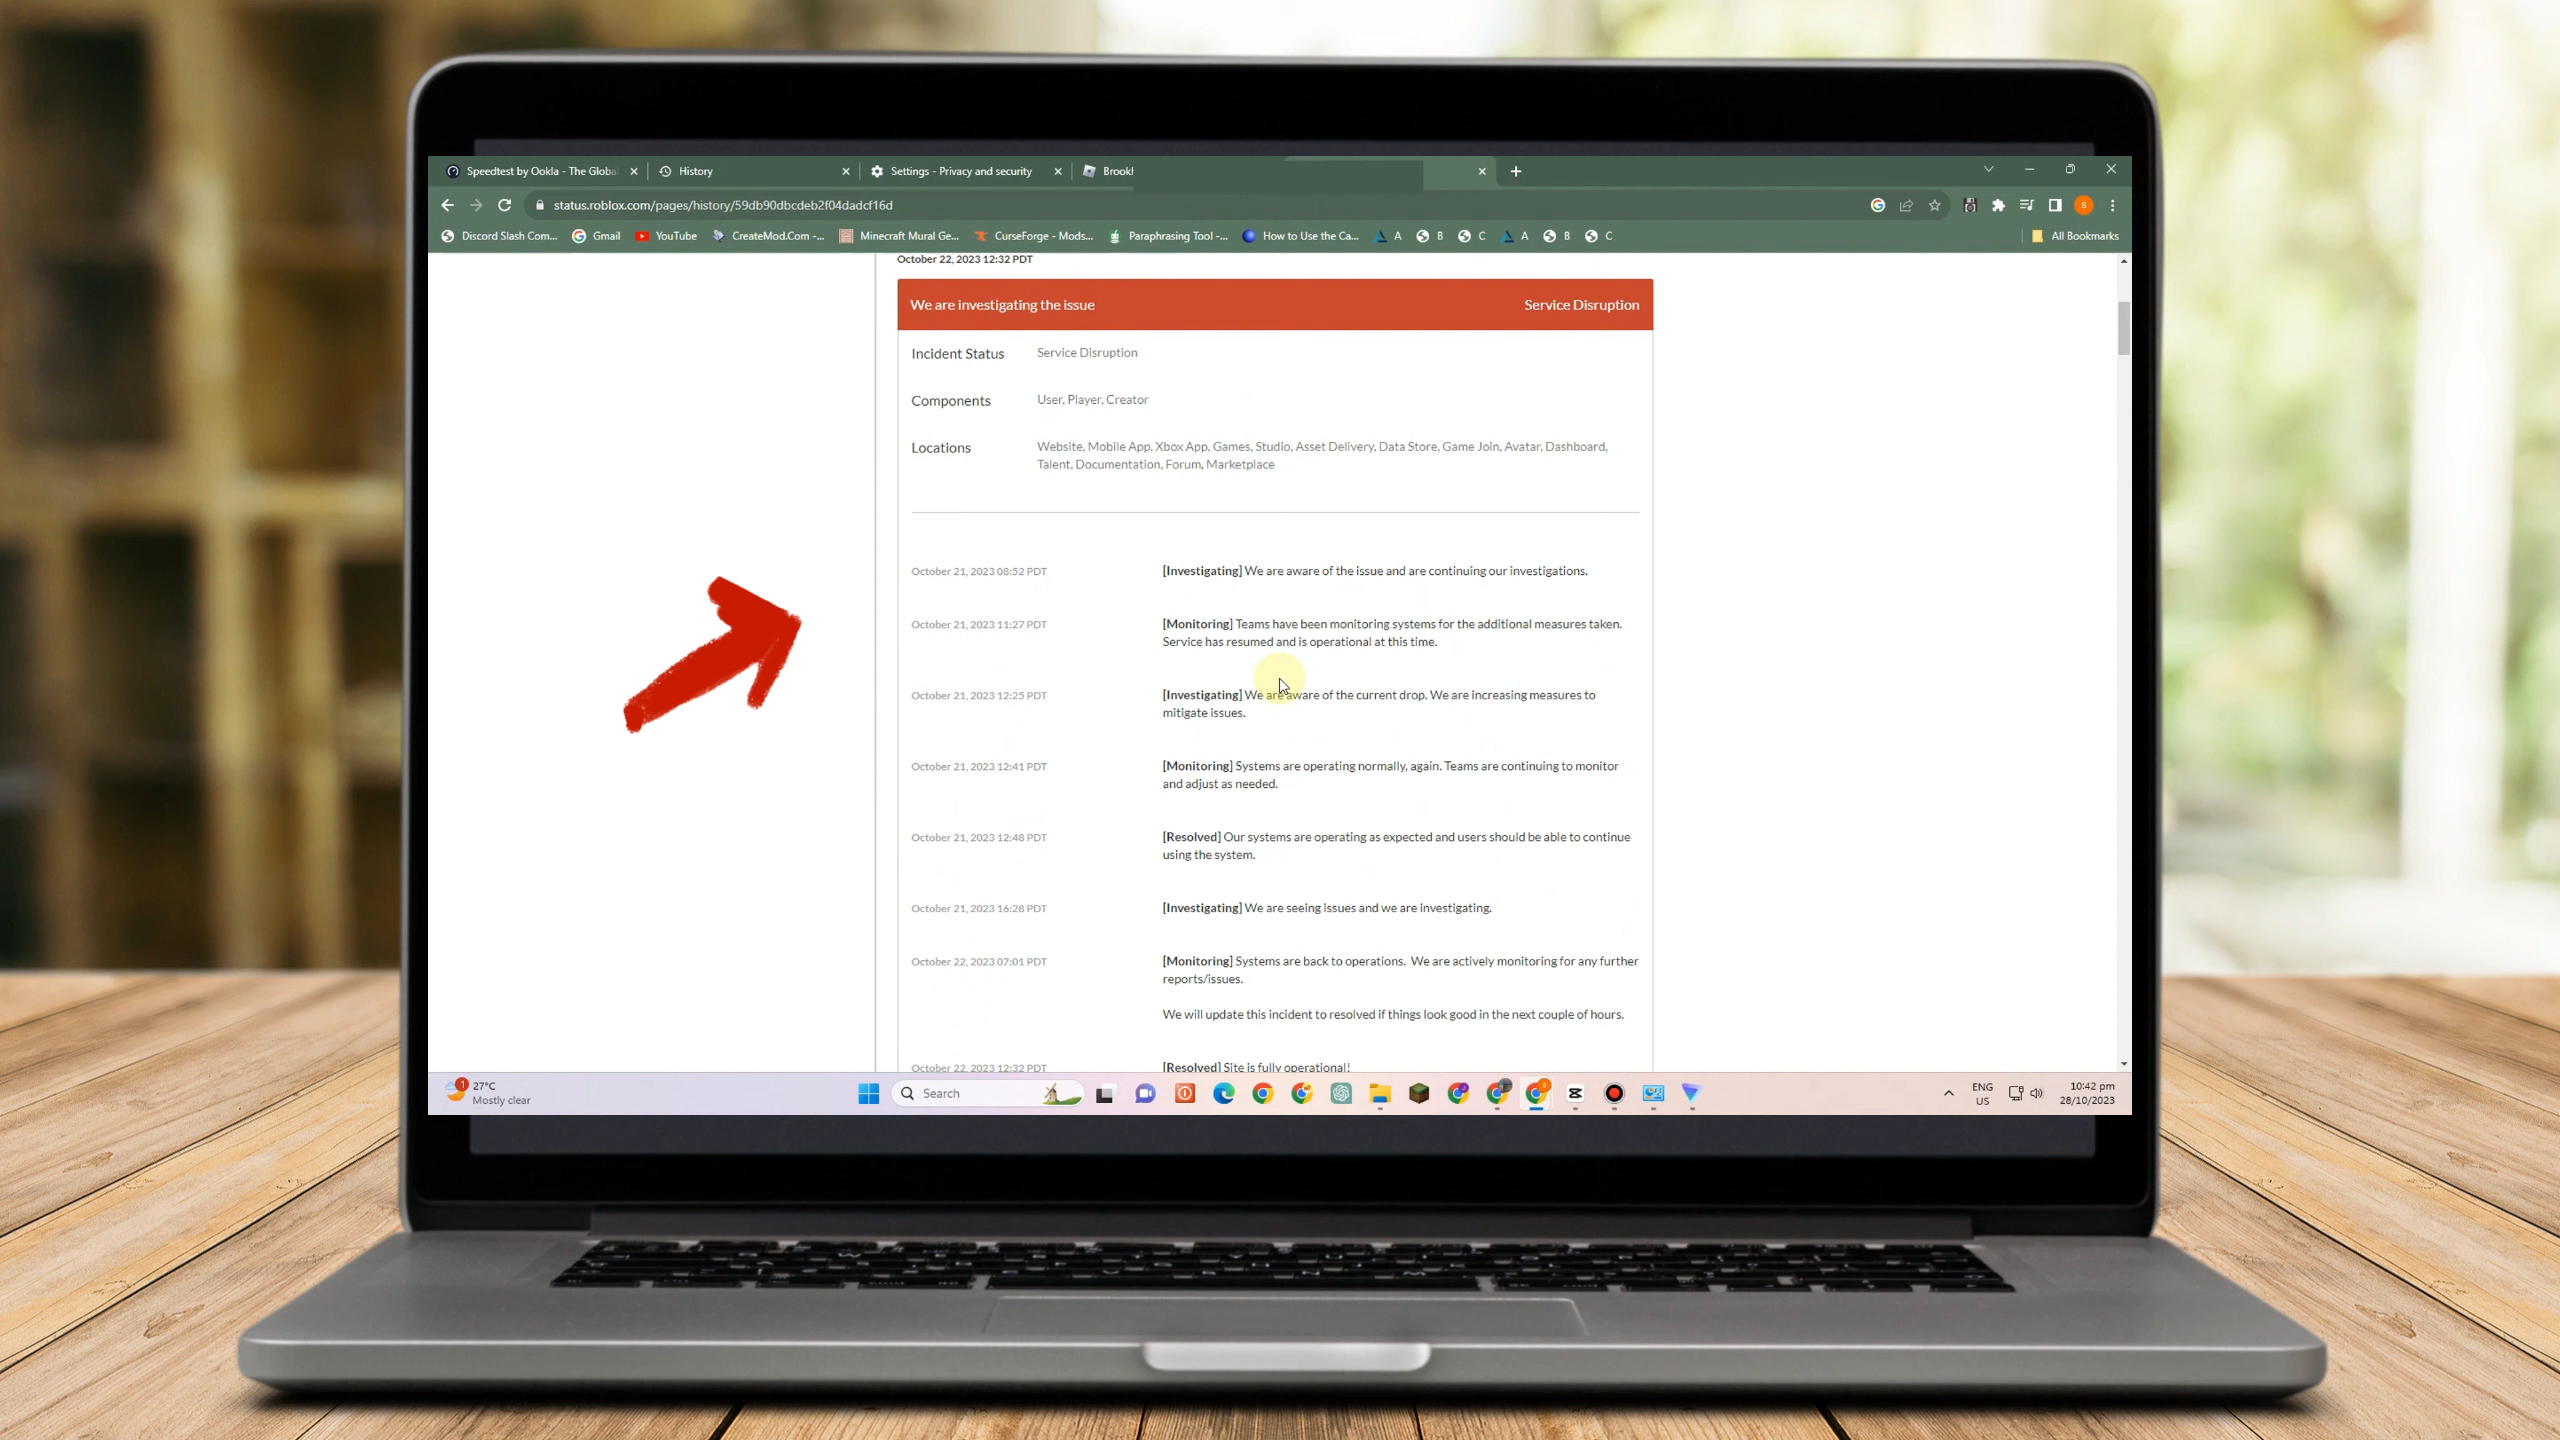 Speedtest by Ookla - The Globa
History
Settings - Privacy and security
Brookh
status.roblox.com/pages/history/59db90dbcdeb2f04dadcf16d
Discord Slash Com...
Gmail
YouTube
CreateMod.Com -...
Minecraft Mural Ge...
CurseForge - Mods...
Paraphrasing Tool -...
How to Use the Ca...
A
B
C
A
B
C
All Bookmarks
October 22, 2023 12:32 PDT
We are investigating the issue
Service Disruption
Incident Status
Service Disruption
Components
User, Player, Creator
Locations
Website, Mobile App, Xbox App, Games, Studio, Asset Delivery, Data Store, Game Join, Avatar, Dashboard,
Talent, Documentation, Forum, Marketplace
October 21, 2023 08:52 PDT
[Investigating] We are aware of the issue and are continuing our investigations.
October 21, 2023 11:27 PDT
[Monitoring] Teams have been monitoring systems for the additional measures taken.
Service has resumed and is operational at this time.
October 21, 2023 12:25 PDT
[Investigating] We are aware of the current drop. We are increasing measures to
mitigate issues.
October 21, 2023 12:41 PDT
[Monitoring] Systems are operating normally, again. Teams are continuing to monitor
and adjust as needed.
October 21, 2023 12:48 PDT
[Resolved] Our systems are operating as expected and users should be able to continue
using the system.
October 21, 2023 16:28 PDT
[Investigating] We are seeing issues and we are investigating.
October 22, 2023 07:01 PDT
[Monitoring] Systems are back to operations. We are actively monitoring for any further
reports/issues.
We will update this incident to resolved if things look good in the next couple of hours.
October 22, 2023 12:32 PDT
[Resolved] Site is fully operational!
1
27°C
Mostly clear
Search
ENG
US
10:42 pm
28/10/2023